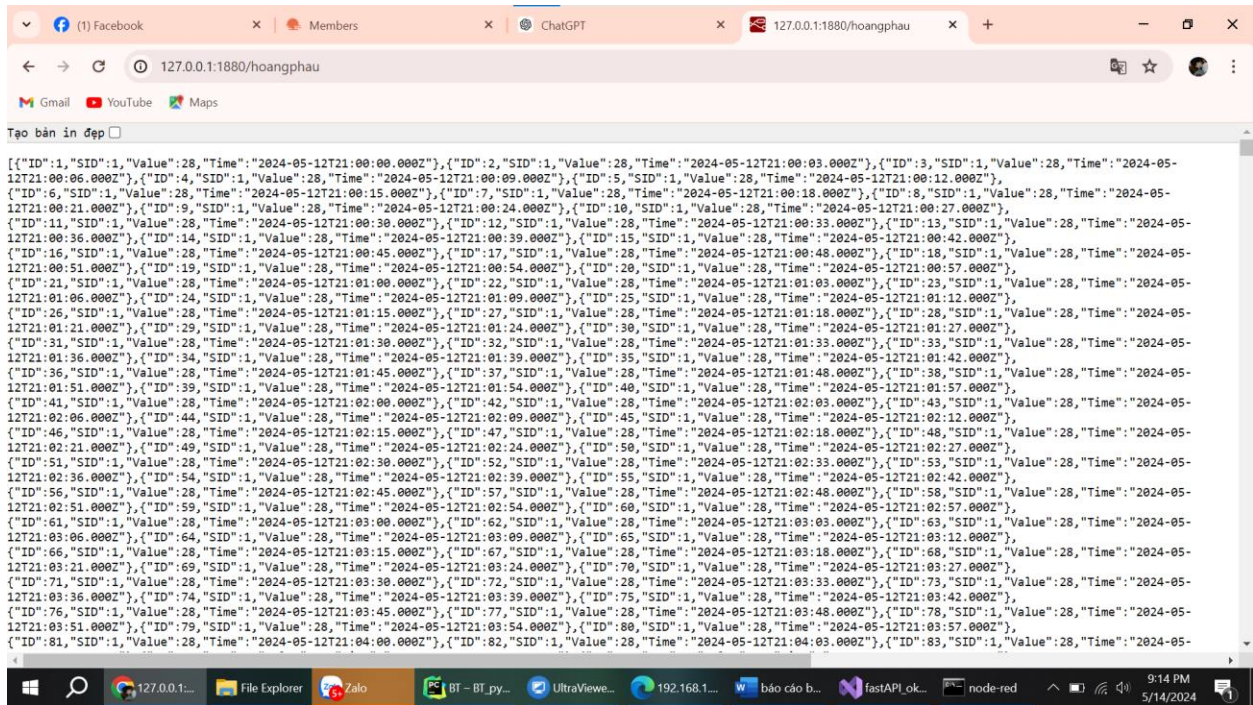 (1) Facebook
Members
ChatGPT
127.0.0.1:1880/hoangphau
127.0.0.1:1880/hoangphau
Gmail YouTube Maps
Tạo bản in đẹp
[{"ID":1,"SID":1,"Value":28,"Time":"2024-05-12T21:00:00.000Z"},{"ID":2,"SID":1,"Value":28,"Time":"2024-05-12T21:00:03.000Z"},{"ID":3,"SID":1,"Value":28,"Time":"2024-05-
12T21:00:06.000Z"},{"ID":4,"SID":1,"Value":28,"Time":"2024-05-12T21:00:09.000Z"},{"ID":5,"SID":1,"Value":28,"Time":"2024-05-12T21:00:12.000Z"},
{"ID":6,"SID":1,"Value":28,"Time":"2024-05-12T21:00:15.000Z"},{"ID":7,"SID":1,"Value":28,"Time":"2024-05-12T21:00:18.000Z"},{"ID":8,"SID":1,"Value":28,"Time":"2024-05-
12T21:00:21.000Z"},{"ID":9,"SID":1,"Value":28,"Time":"2024-05-12T21:00:24.000Z"},{"ID":10,"SID":1,"Value":28,"Time":"2024-05-12T21:00:27.000Z"},
{"ID":11,"SID":1,"Value":28,"Time":"2024-05-12T21:00:30.000Z"},{"ID":12,"SID":1,"Value":28,"Time":"2024-05-12T21:00:33.000Z"},{"ID":13,"SID":1,"Value":28,"Time":"2024-05-
12T21:00:36.000Z"},{"ID":14,"SID":1,"Value":28,"Time":"2024-05-12T21:00:39.000Z"},{"ID":15,"SID":1,"Value":28,"Time":"2024-05-12T21:00:42.000Z"},
{"ID":16,"SID":1,"Value":28,"Time":"2024-05-12T21:00:45.000Z"},{"ID":17,"SID":1,"Value":28,"Time":"2024-05-12T21:00:48.000Z"},{"ID":18,"SID":1,"Value":28,"Time":"2024-05-
12T21:00:51.000Z"},{"ID":19,"SID":1,"Value":28,"Time":"2024-05-12T21:00:54.000Z"},{"ID":20,"SID":1,"Value":28,"Time":"2024-05-12T21:00:57.000Z"},
{"ID":21,"SID":1,"Value":28,"Time":"2024-05-12T21:01:00.000Z"},{"ID":22,"SID":1,"Value":28,"Time":"2024-05-12T21:01:03.000Z"},{"ID":23,"SID":1,"Value":28,"Time":"2024-05-
12T21:01:06.000Z"},{"ID":24,"SID":1,"Value":28,"Time":"2024-05-12T21:01:09.000Z"},{"ID":25,"SID":1,"Value":28,"Time":"2024-05-12T21:01:12.000Z"},
{"ID":26,"SID":1,"Value":28,"Time":"2024-05-12T21:01:15.000Z"},{"ID":27,"SID":1,"Value":28,"Time":"2024-05-12T21:01:18.000Z"},{"ID":28,"SID":1,"Value":28,"Time":"2024-05-
12T21:01:21.000Z"},{"ID":29,"SID":1,"Value":28,"Time":"2024-05-12T21:01:24.000Z"},{"ID":30,"SID":1,"Value":28,"Time":"2024-05-12T21:01:27.000Z"},
{"ID":31,"SID":1,"Value":28,"Time":"2024-05-12T21:01:30.000Z"},{"ID":32,"SID":1,"Value":28,"Time":"2024-05-12T21:01:33.000Z"},{"ID":33,"SID":1,"Value":28,"Time":"2024-05-
12T21:01:36.000Z"},{"ID":34,"SID":1,"Value":28,"Time":"2024-05-12T21:01:39.000Z"},{"ID":35,"SID":1,"Value":28,"Time":"2024-05-12T21:01:42.000Z"},
{"ID":36,"SID":1,"Value":28,"Time":"2024-05-12T21:01:45.000Z"},{"ID":37,"SID":1,"Value":28,"Time":"2024-05-12T21:01:48.000Z"},{"ID":38,"SID":1,"Value":28,"Time":"2024-05-
12T21:01:51.000Z"},{"ID":39,"SID":1,"Value":28,"Time":"2024-05-12T21:01:54.000Z"},{"ID":40,"SID":1,"Value":28,"Time":"2024-05-12T21:01:57.000Z"},
{"ID":41,"SID":1,"Value":28,"Time":"2024-05-12T21:02:00.000Z"},{"ID":42,"SID":1,"Value":28,"Time":"2024-05-12T21:02:03.000Z"},{"ID":43,"SID":1,"Value":28,"Time":"2024-05-
12T21:02:06.000Z"},{"ID":44,"SID":1,"Value":28,"Time":"2024-05-12T21:02:09.000Z"},{"ID":45,"SID":1,"Value":28,"Time":"2024-05-12T21:02:12.000Z"},
{"ID":46,"SID":1,"Value":28,"Time":"2024-05-12T21:02:15.000Z"},{"ID":47,"SID":1,"Value":28,"Time":"2024-05-12T21:02:18.000Z"},{"ID":48,"SID":1,"Value":28,"Time":"2024-05-
12T21:02:21.000Z"},{"ID":49,"SID":1,"Value":28,"Time":"2024-05-12T21:02:24.000Z"},{"ID":50,"SID":1,"Value":28,"Time":"2024-05-12T21:02:27.000Z"},
{"ID":51,"SID":1,"Value":28,"Time":"2024-05-12T21:02:30.000Z"},{"ID":52,"SID":1,"Value":28,"Time":"2024-05-12T21:02:33.000Z"},{"ID":53,"SID":1,"Value":28,"Time":"2024-05-
12T21:02:36.000Z"},{"ID":54,"SID":1,"Value":28,"Time":"2024-05-12T21:02:39.000Z"},{"ID":55,"SID":1,"Value":28,"Time":"2024-05-12T21:02:42.000Z"},
{"ID":56,"SID":1,"Value":28,"Time":"2024-05-12T21:02:45.000Z"},{"ID":57,"SID":1,"Value":28,"Time":"2024-05-12T21:02:48.000Z"},{"ID":58,"SID":1,"Value":28,"Time":"2024-05-
12T21:02:51.000Z"},{"ID":59,"SID":1,"Value":28,"Time":"2024-05-12T21:02:54.000Z"},{"ID":60,"SID":1,"Value":28,"Time":"2024-05-12T21:02:57.000Z"},
{"ID":61,"SID":1,"Value":28,"Time":"2024-05-12T21:03:00.000Z"},{"ID":62,"SID":1,"Value":28,"Time":"2024-05-12T21:03:03.000Z"},{"ID":63,"SID":1,"Value":28,"Time":"2024-05-
12T21:03:06.000Z"},{"ID":64,"SID":1,"Value":28,"Time":"2024-05-12T21:03:09.000Z"},{"ID":65,"SID":1,"Value":28,"Time":"2024-05-12T21:03:12.000Z"},
{"ID":66,"SID":1,"Value":28,"Time":"2024-05-12T21:03:15.000Z"},{"ID":67,"SID":1,"Value":28,"Time":"2024-05-12T21:03:18.000Z"},{"ID":68,"SID":1,"Value":28,"Time":"2024-05-
12T21:03:21.000Z"},{"ID":69,"SID":1,"Value":28,"Time":"2024-05-12T21:03:24.000Z"},{"ID":70,"SID":1,"Value":28,"Time":"2024-05-12T21:03:27.000Z"},
{"ID":71,"SID":1,"Value":28,"Time":"2024-05-12T21:03:30.000Z"},{"ID":72,"SID":1,"Value":28,"Time":"2024-05-12T21:03:33.000Z"},{"ID":73,"SID":1,"Value":28,"Time":"2024-05-
12T21:03:36.000Z"},{"ID":74,"SID":1,"Value":28,"Time":"2024-05-12T21:03:39.000Z"},{"ID":75,"SID":1,"Value":28,"Time":"2024-05-12T21:03:42.000Z"},
{"ID":76,"SID":1,"Value":28,"Time":"2024-05-12T21:03:45.000Z"},{"ID":77,"SID":1,"Value":28,"Time":"2024-05-12T21:03:48.000Z"},{"ID":78,"SID":1,"Value":28,"Time":"2024-05-
12T21:03:51.000Z"},{"ID":79,"SID":1,"Value":28,"Time":"2024-05-12T21:03:54.000Z"},{"ID":80,"SID":1,"Value":28,"Time":"2024-05-12T21:03:57.000Z"},
{"ID":81,"SID":1,"Value":28,"Time":"2024-05-12T21:04:00.000Z"},{"ID":82,"SID":1,"Value":28,"Time":"2024-05-12T21:04:03.000Z"},{"ID":83,"SID":1,"Value":28,"Time":"2024-05-
127.0.0.1:... File Explorer 5+ Zalo BT – BT_py... UltraViewe... 192.168.1.... báo cáo b... fastAPI_ok... node-red 9:14 PM
5/14/2024
1